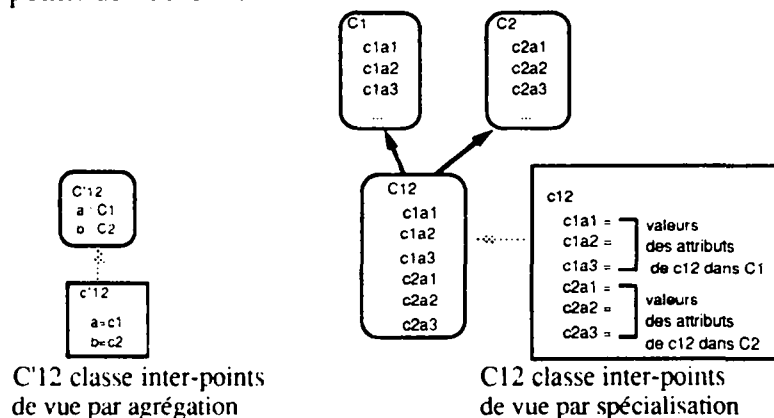 C1
c1a1
c1a2
c1a3
...
C2
c2a1
c2a2
c2a3
...
C'12
a : C1
b : C2
c'12
a=c1
b=c2
C12
c1a1
c1a2
c1a3
c2a1
c2a2
c2a3
c12
c1a1 =
c1a2 =
c1a3 =
valeurs
des attributs
de c12 dans C1
c2a1 =
c2a2 =
c2a3 =
valeurs
des attributs
de c12 dans C2
C'12 classe inter-points
de vue par agrégation
C12 classe inter-points
de vue par spécialisation